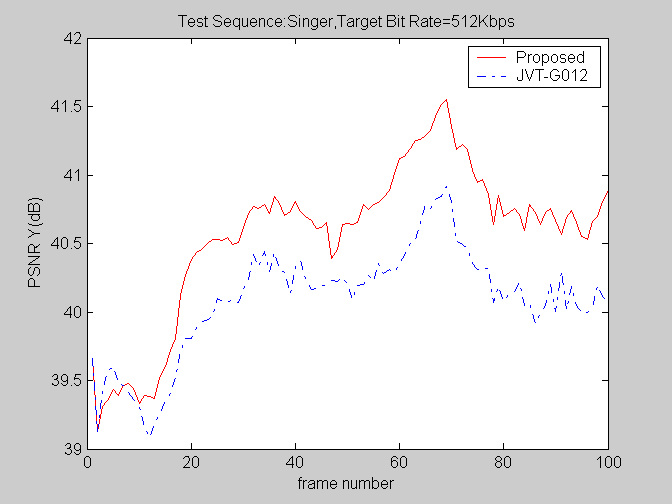 Test Sequence:Singer,Target Bit Rate=512Kbps
Proposed
JVT-G012
PSNR Y(dB)
42
41.5
41
40.5
40
39.5
39
0 20 40 60 80 100
frame number